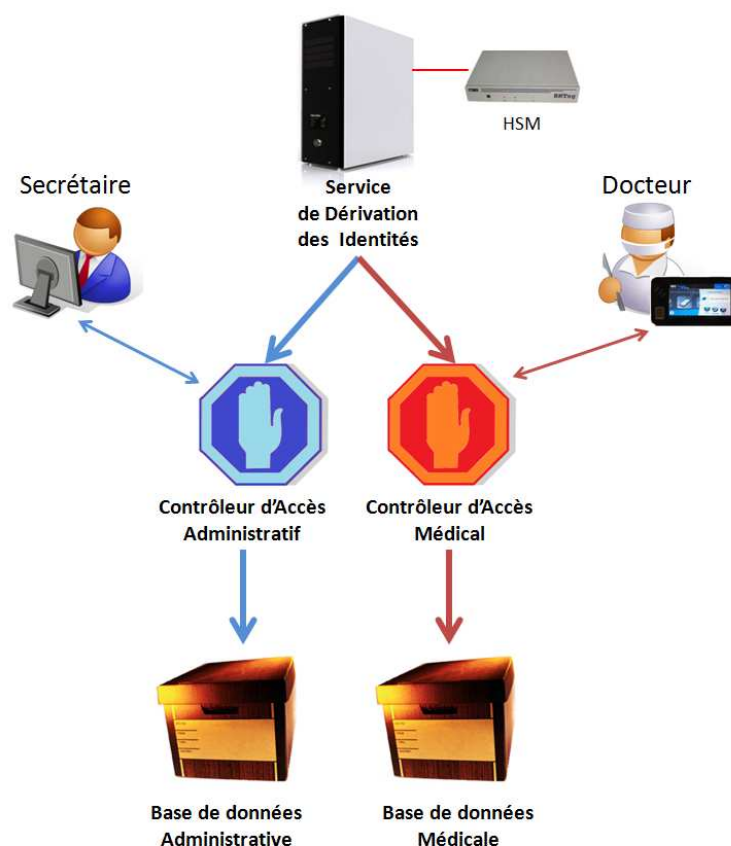 HSM
Secrétaire
Docteur
Service
de Dérivation
des Identités
Contrôleur d'Accès
Administratif
Contrôleur d'Accès
Médical
Base de données
Administrative
Base de données
Médicale